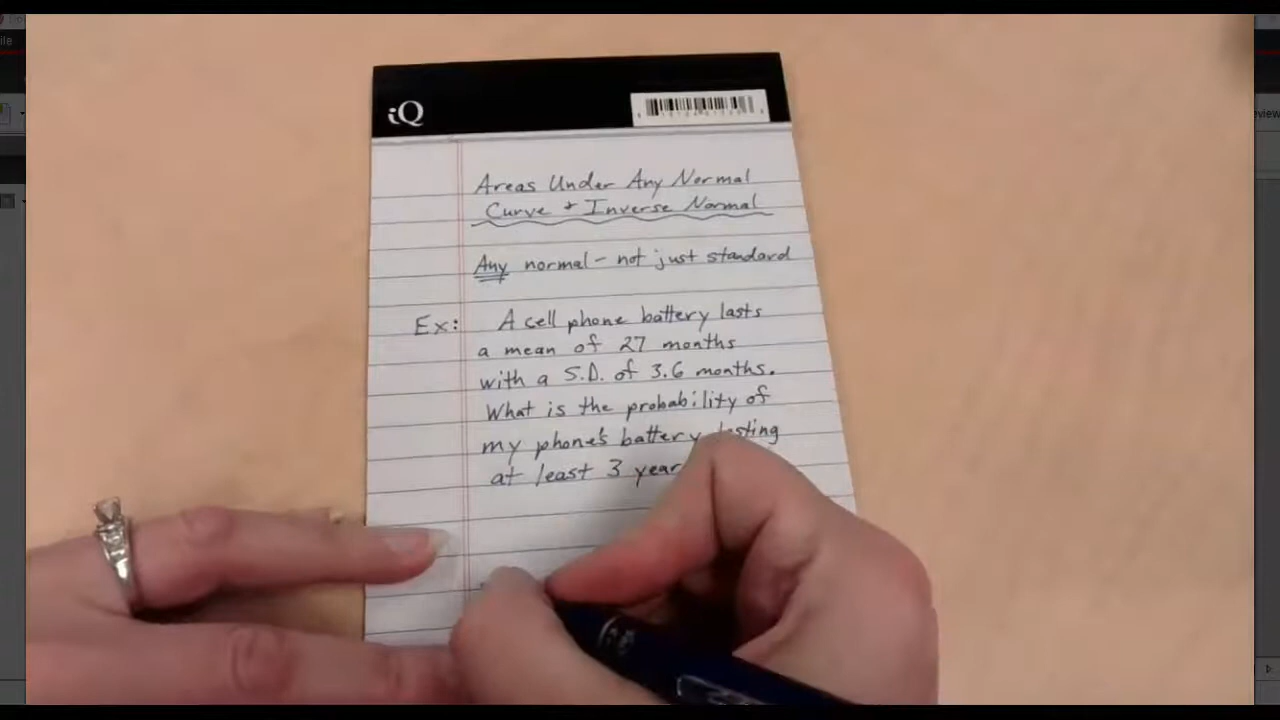 iQ
Areas Under Any Normal
Curve + Inverse Normal
Any normal - not just standard
Ex: A cell phone battery lasts
a mean of 27 months
with a S.D. of 3.6 months.
What is the probability of
my phone's battery lasting
at least 3 year